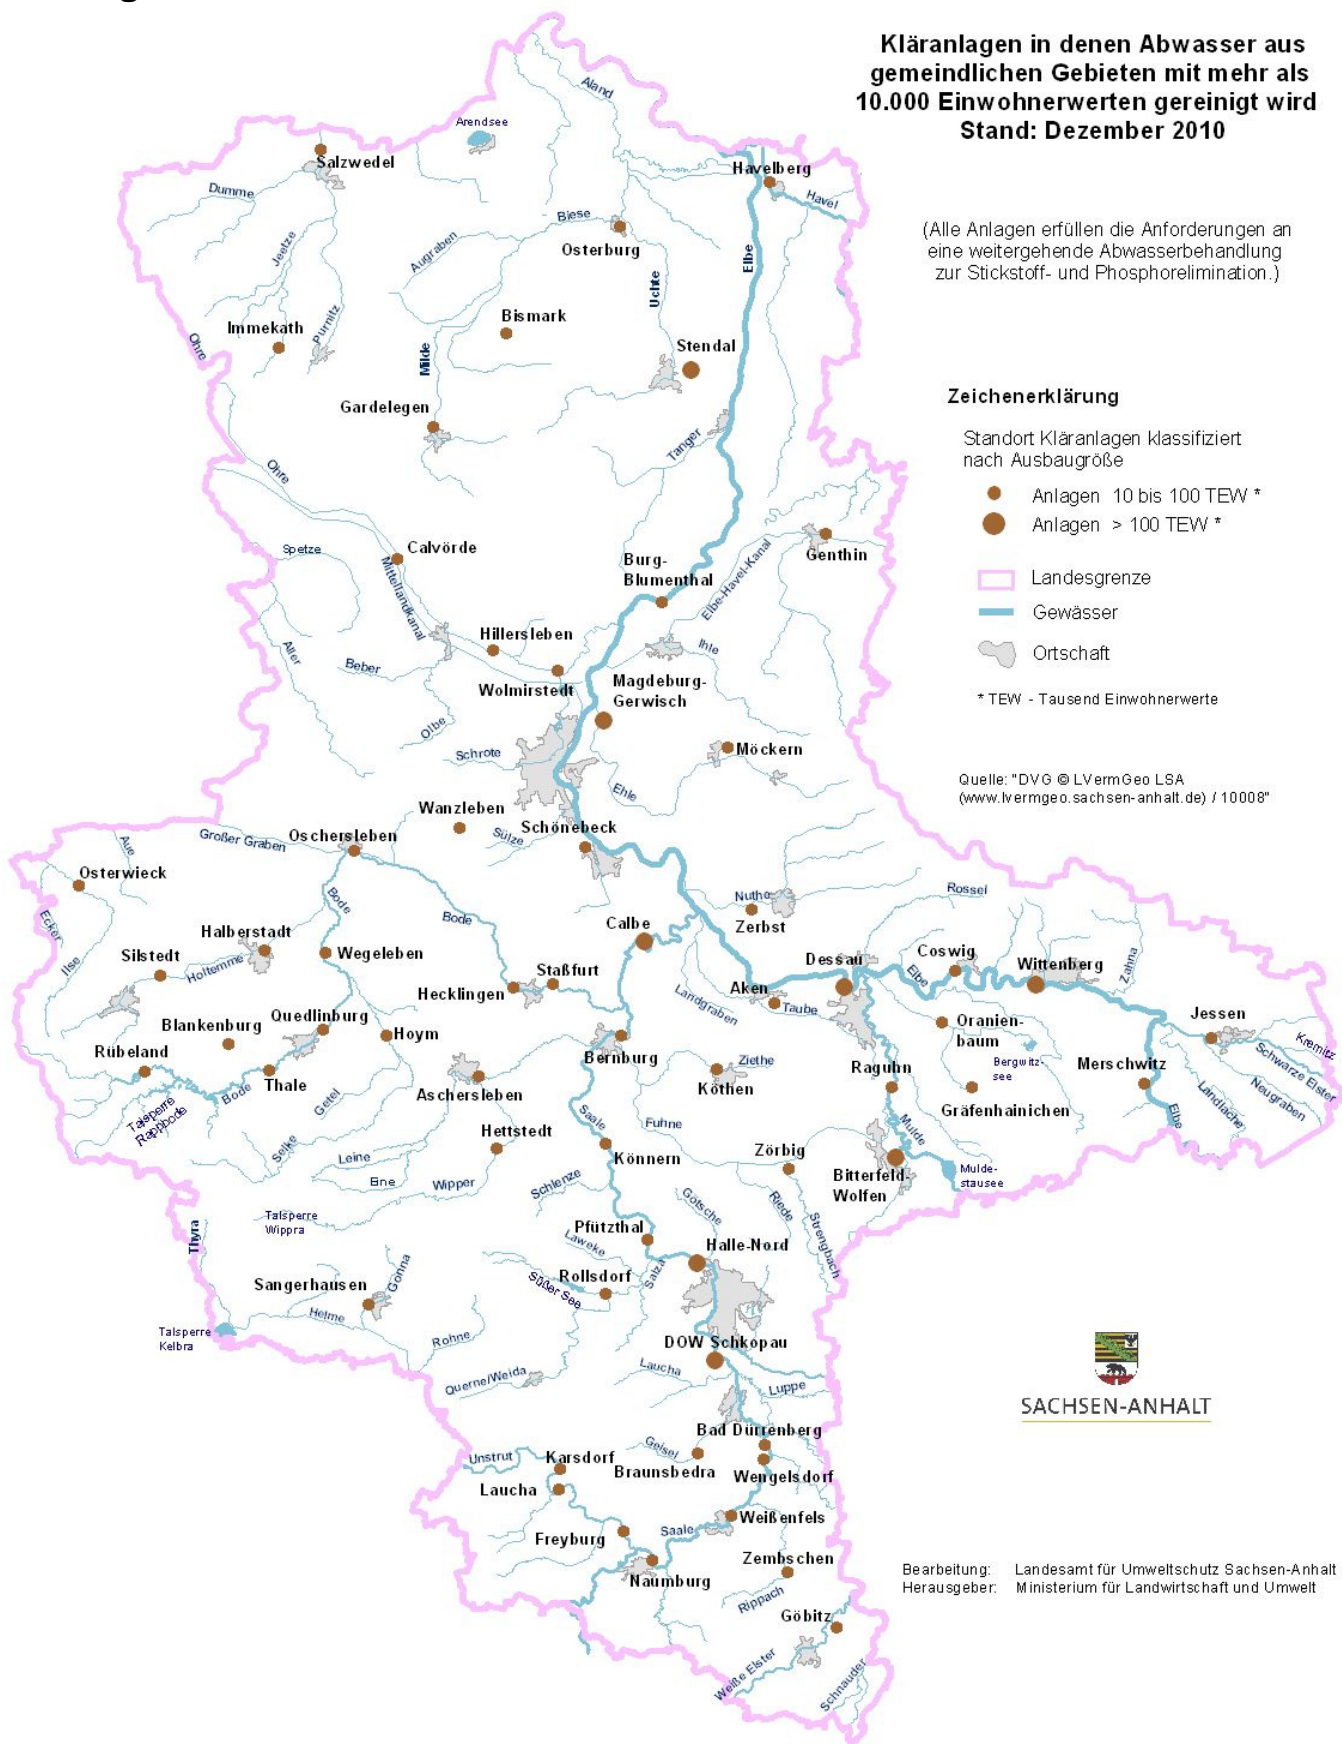 Kläranlagen in denen Abwasser aus
gemeindlichen Gebieten mit mehr als
10.000 Einwohnerwerten gereinigt wird
Stand: Dezember 2010
(Alle Anlagen erfüllen die Anforderungen an
eine weitergehende Abwasserbehandlung
zur Stickstoff- und Phosphorelimination.)
Zeichenerklärung
Standort Kläranlagen klassifiziert
nach Ausbaugröße
Anlagen 10 bis 100 TEW *
Anlagen > 100 TEW *
Landesgrenze
Gewässer
Ortschaft
* TEW - Tausend Einwohnerwerte
Quelle: "DVG © LVermGeo LSA
(www.lvermgeo.sachsen-anhalt.de) / 10008"
Aland
Arendsee
Salzwedel
Havelberg
Dumme
Havel
Biese
Osterburg
Augraben
Jeetze
Elbe
Uchte
Bismark
Purnitz
Immekath
Ohre
Milde
Stendal
Gardelegen
Tanger
Ohre
Spetze
Calvörde
Mittellandkanal
Genthin
Burg-
Blumenthal
Elbe-Havel-Kanal
Hillersleben
Ihle
Aller
Beber
Wolmirstedt
Magdeburg-
Gerwisch
Olbe
Schrote
Möckern
Ehle
Wanzleben
Schönebeck
Sülze
Großer Graben
Oschersleben
Aue
Osterwieck
Bode
Bode
Nuthe
Zerbst
Rossel
Ecker
Ilse
Halberstadt
Calbe
Silstedt
Holtemme
Wegeleben
Staßfurt
Hecklingen
Dessau
Coswig
Elbe
Wittenberg
Zahna
Aken
Taube
Landgraben
Blankenburg
Quedlinburg
Hoym
Bernburg
Oranien-
baum
Jessen
Kremitz
Rübeland
Thale
Bode
Ziethe
Köthen
Raguhn
Bergwitz-
see
Merschwitz
Schwarze Elster
Neugraben
Landlache
Elbe
Talsperre
Rappbode
Getel
Aschersleben
Gräfenhainichen
Selke
Hettstedt
Saale
Fuhne
Mulde
Leine
Könnern
Zörbig
Eine
Wipper
Schlenze
Bitterfeld-
Wolfen
Mulde-
stausee
Götsche
Riede
Strengbach
Talsperre
Wippra
Thyra
Pfützthal
Laweke
Halle-Nord
Gonna
Sangerhausen
Rollsdorf
Süßer See
Salza
Helme
Talsperre
Kelbra
Rohne
DOW Schkopau
Laucha
Querne/Weida
Luppe
SACHSEN-ANHALT
Bad Dürrenberg
Geisel
Unstrut
Karsdorf
Braunsbedra
Wengelsdorf
Laucha
Weißenfels
Freyburg
Saale
Zembschen
Naumburg
Rippach
Göbitz
Weiße Elster
Schnauder
Bearbeitung: Landesamt für Umweltschutz Sachsen-Anhalt
Herausgeber: Ministerium für Landwirtschaft und Umwelt